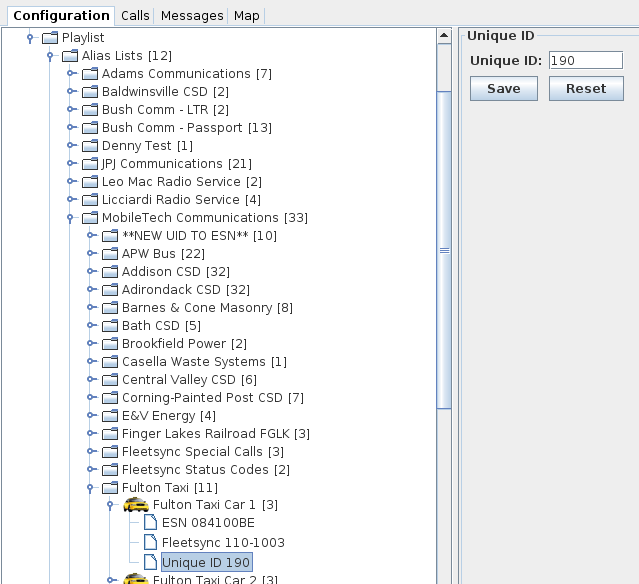 Configuration Calls Messages Map
Playlist
Alias Lists [12]
Adams Communications [7]
Baldwinsville CSD [2]
Bush Comm - LTR [2]
Bush Comm - Passport [13]
Denny Test [1]
JPJ Communications [21]
Leo Mac Radio Service [2]
Licciardi Radio Service [4]
MobileTech Communications [33]
**NEW UID TO ESN** [10]
APW Bus [22]
Addison CSD [32]
Adirondack CSD [32]
Barnes & Cone Masonry [8]
Bath CSD [5]
Brookfield Power [2]
Casella Waste Systems [1]
Central Valley CSD [6]
Corning-Painted Post CSD [7]
E&V Energy [4]
Finger Lakes Railroad FGLK [3]
Fleetsync Special Calls [3]
Fleetsync Status Codes [2]
Fulton Taxi [11]
Fulton Taxi Car 1 [3]
ESN 084100BE
Fleetsync 110-1003
Unique ID 190
Fulton Taxi Car 2 [3]
Unique ID
Unique ID: 190
Save Reset